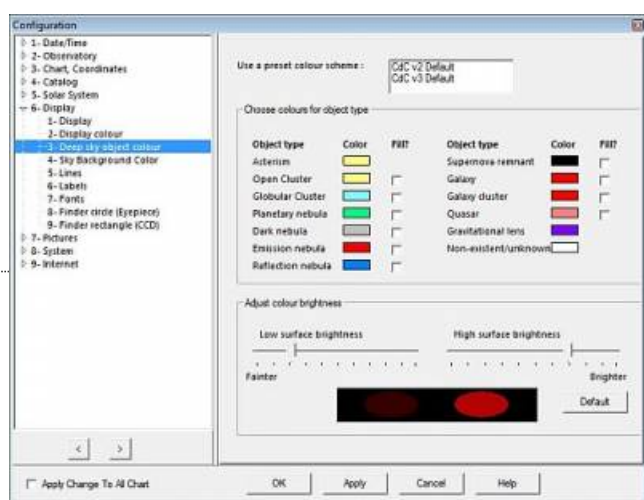 Configuration
1- Date/Time
2- Observatory
3- Chart, Coordinates
4- Catalog
5- Solar System
6- Display
1- Display
2- Display colour
3- Deep sky object colour
4- Sky Background Color
5- Lines
6- Labels
7- Fonts
8- Finder circle (Eyepiece)
9- Finder rectangle (CCD)
7- Pictures
8- System
9- Internet
< >
Use a preset colour scheme :
CdC v2 Default
CdC v3 Default
Choose colours for object type
Object type Color Fill? Object type Color Fill?
Asterism Supernova remnant
Open Cluster Galaxy
Globular Cluster Galaxy cluster
Planetary nebula Quasar
Dark nebula Gravitational lens
Emission nebula Non-existent/unknown
Reflection nebula
Adjust colour brightness
Low surface brightness High surface brightness
Fainter Brighter
Default
Apply Change To All Chart OK Apply Cancel Help